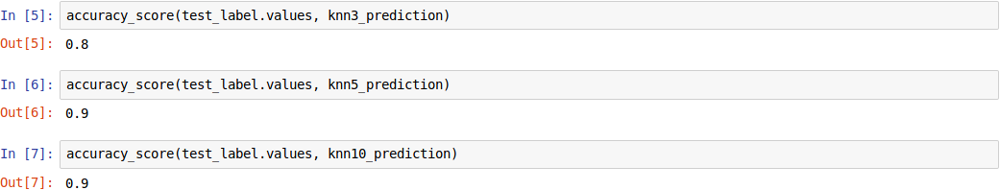 In [5]: accuracy_score(test_label.values, knn3_prediction)
Out[5]: 0.8
In [6]: accuracy_score(test_label.values, knn5_prediction)
Out[6]: 0.9
In [7]: accuracy_score(test_label.values, knn10_prediction)
Out[7]: 0.9